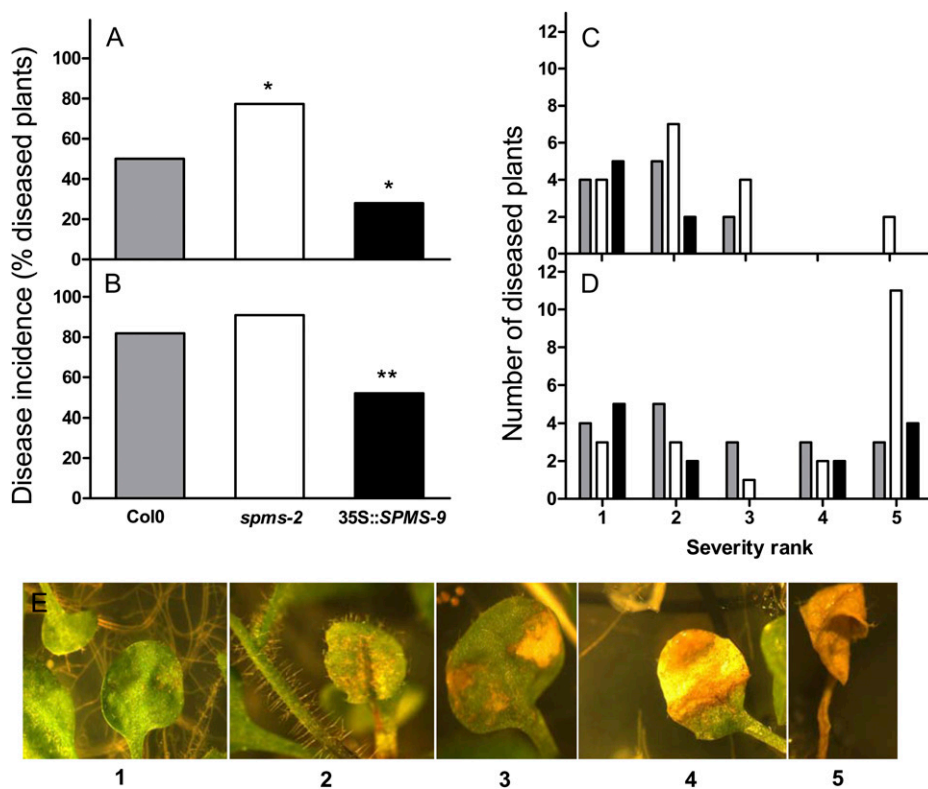 Disease incidence (% diseased plants)
A
100
80
60
40
20
0
*
*
B
100
80
60
40
20
0
**
Col0 spms-2 35S::SPMS-9
Number of diseased plants
C
12
10
8
6
4
2
0
D
12
10
8
6
4
2
0
1 2 3 4 5
Severity rank
E
1 2 3 4 5